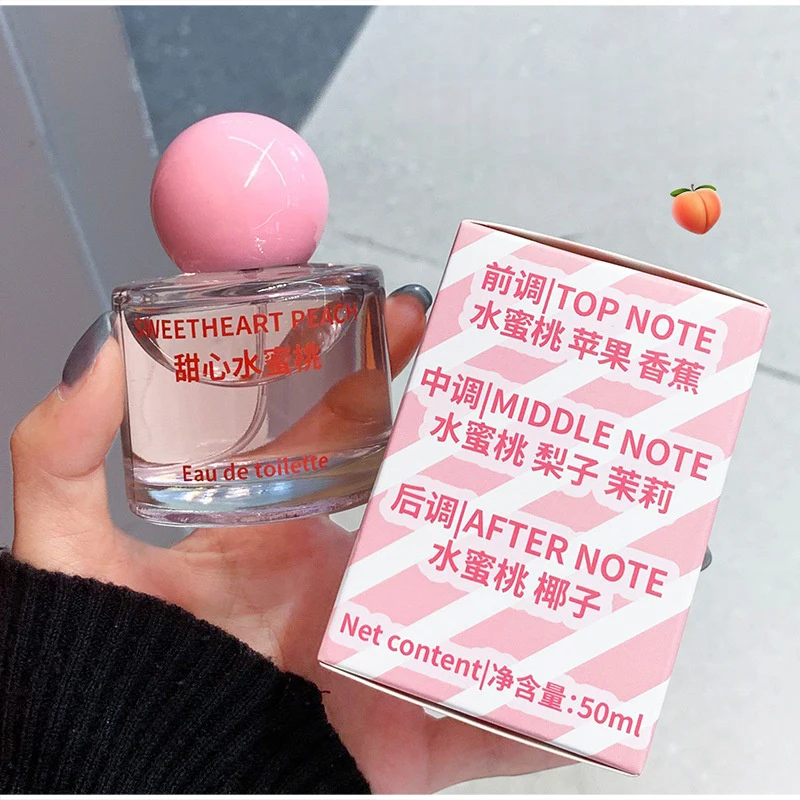 SWEETHEART PEACH
甜心水蜜桃
Eau de toilette
前调|TOP NOTE
水蜜桃 苹果 香蕉
中调|MIDDLE NOTE
水蜜桃 梨子 茉莉
后调|AFTER NOTE
水蜜桃 椰子
Net content|净含量:50ml